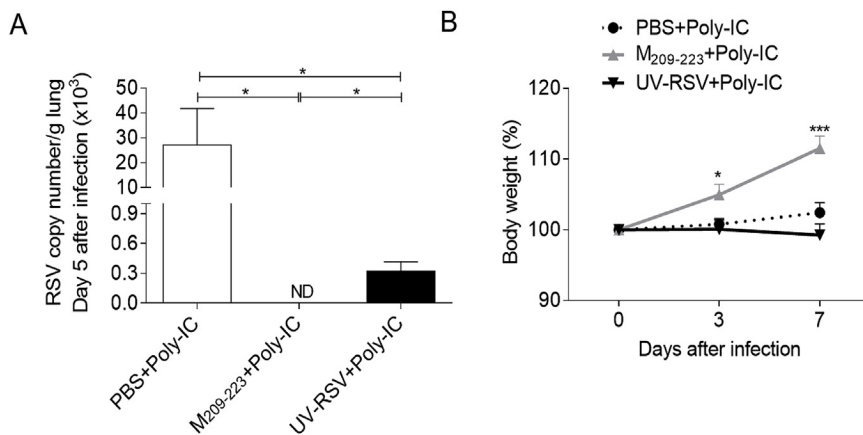 A
RSV copy number/g lung
Day 5 after infection (x10³)
50
40
30
20
10
0.9
0.6
0.3
0.0
*
*
*
ND
PBS+Poly-IC
M₂₀₉₋₂₂₃+Poly-IC
UV-RSV+Poly-IC
B
PBS+Poly-IC
M₂₀₉₋₂₂₃+Poly-IC
UV-RSV+Poly-IC
Body weight (%)
120
110
100
90
*
***
0
3
7
Days after infection